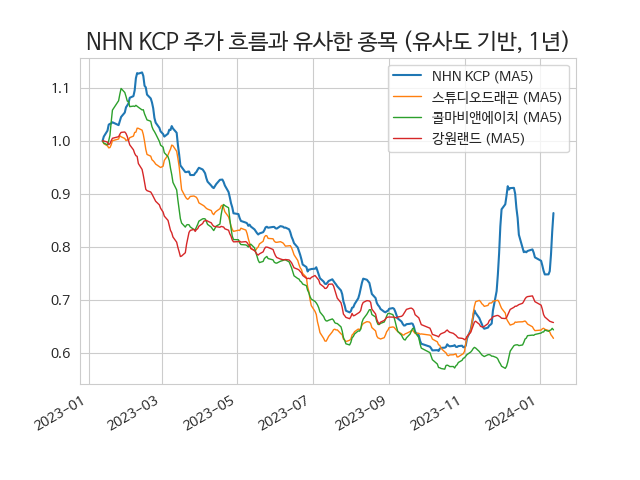 NHN KCP 주가 흐름과 유사한 종목 (유사도 기반, 1년)
NHN KCP (MA5)
스튜디오드래곤 (MA5)
콜마비앤에이치 (MA5)
강원랜드 (MA5)
1.1
1.0
0.9
0.8
0.7
0.6
2023-01
2023-03
2023-05
2023-07
2023-09
2023-11
2024-01